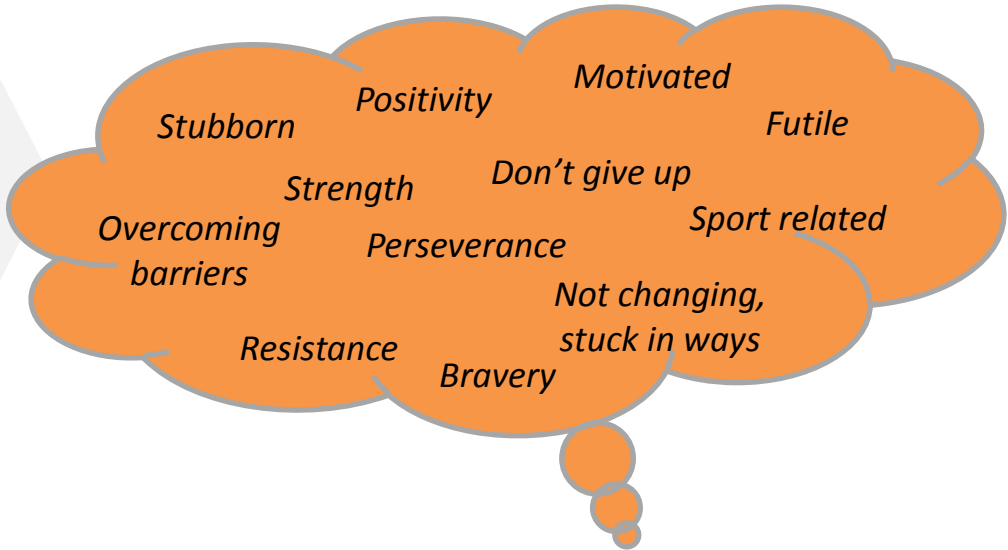 Motivated
Positivity
Stubborn
Futile
Don’t give up
Strength
Sport related
Overcoming
barriers
Perseverance
Not changing,
stuck in ways
Resistance
Bravery